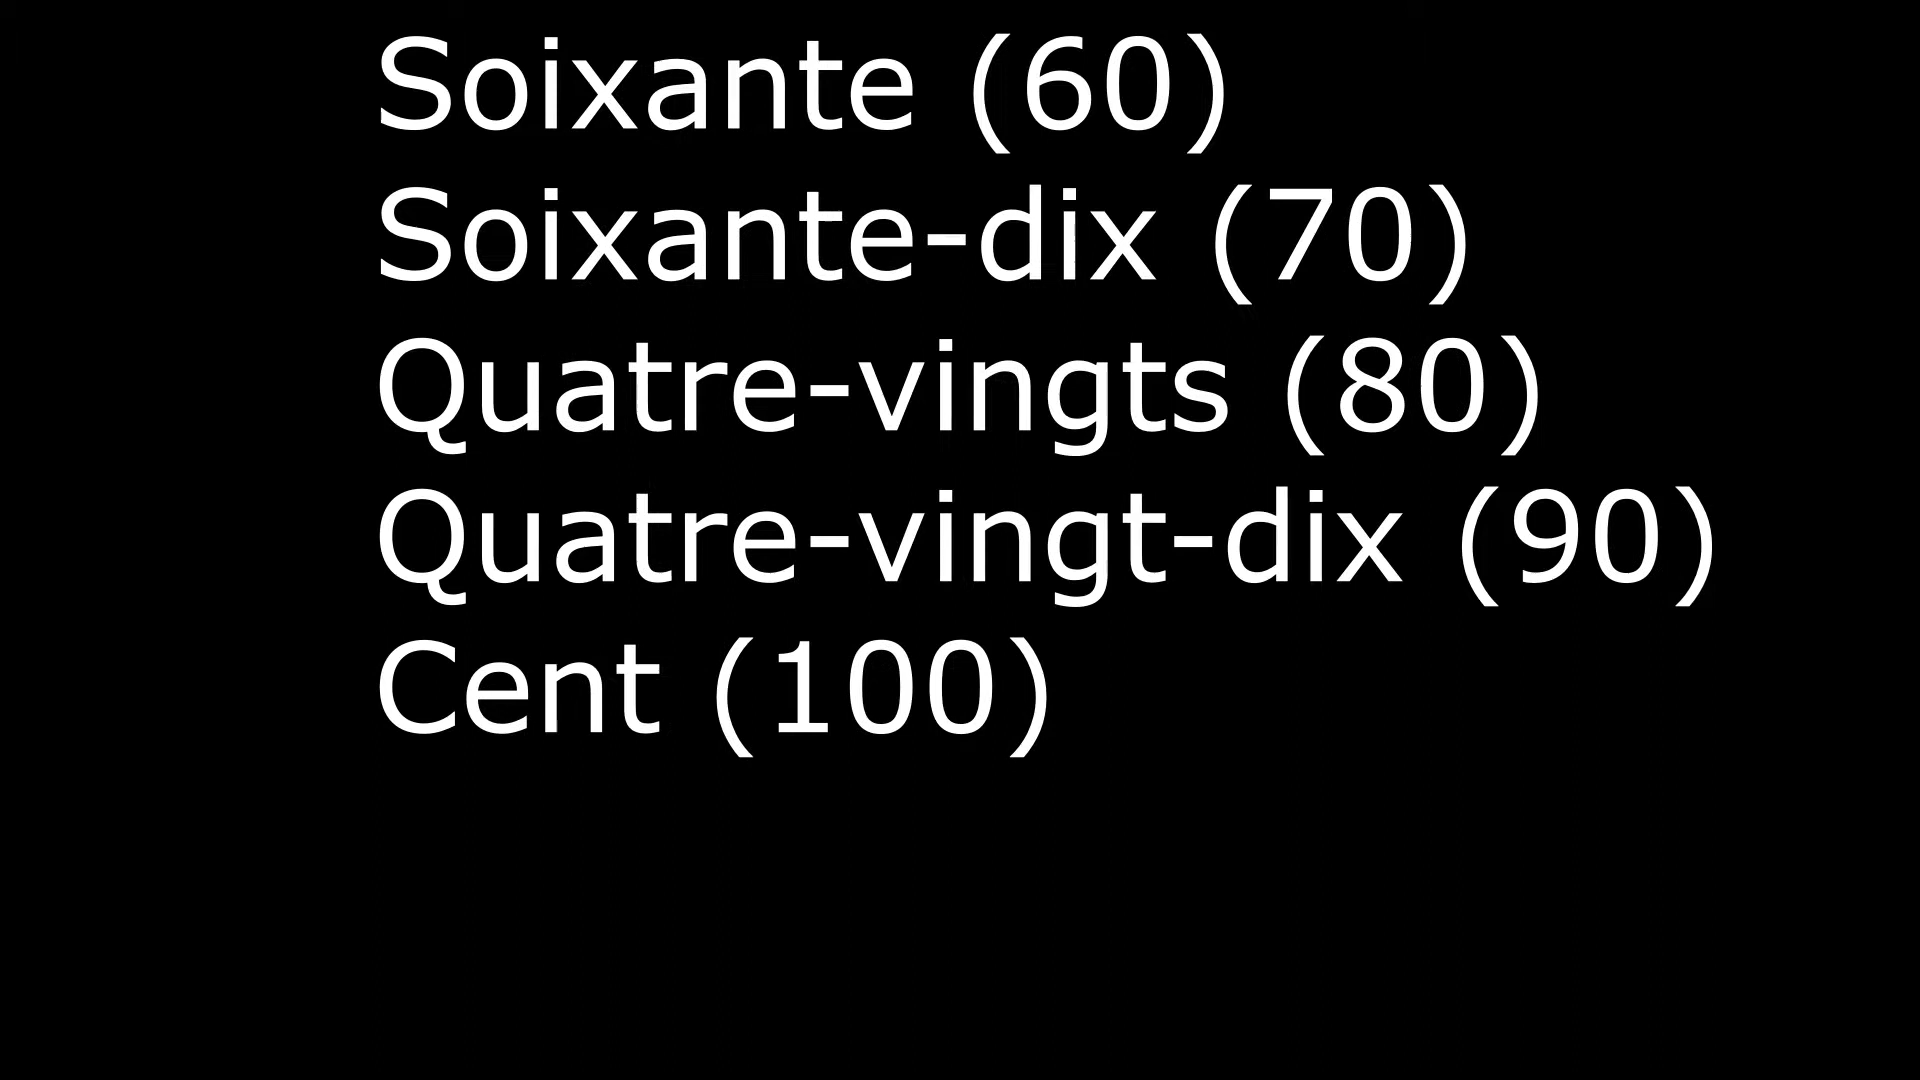 Soixante (60)
Soixante-dix (70)
Quatre-vingts (80)
Quatre-vingt-dix (90)
Cent (100)